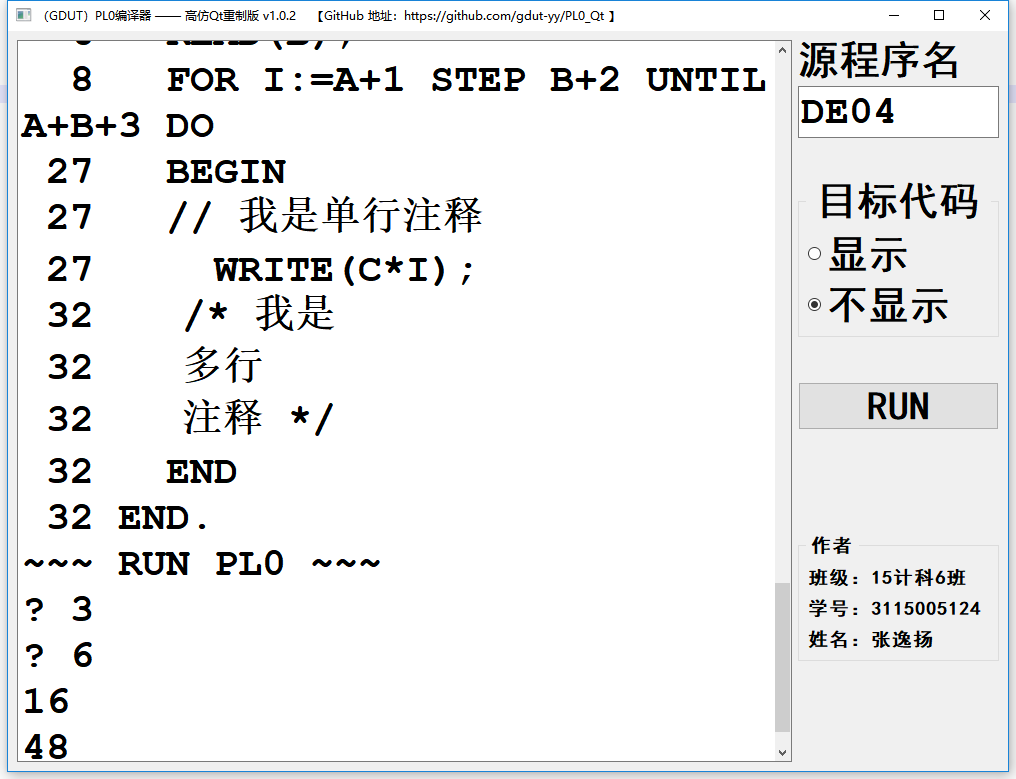 （GDUT）PL0编译器 —— 高仿Qt重制版 v1.0.2 【GitHub 地址：https://github.com/gdut-yy/PL0_Qt 】
8 FOR I:=A+1 STEP B+2 UNTIL
A+B+3 DO
27 BEGIN
27 // 我是单行注释
27 WRITE(C*I);
32 /* 我是
32 多行
32 注释 */
32 END
32 END.
~~~ RUN PL0 ~~~
? 3
? 6
16
48
源程序名
DE04
目标代码
显示
不显示
RUN
作者
班级：15计科6班
学号：3115005124
姓名：张逸扬